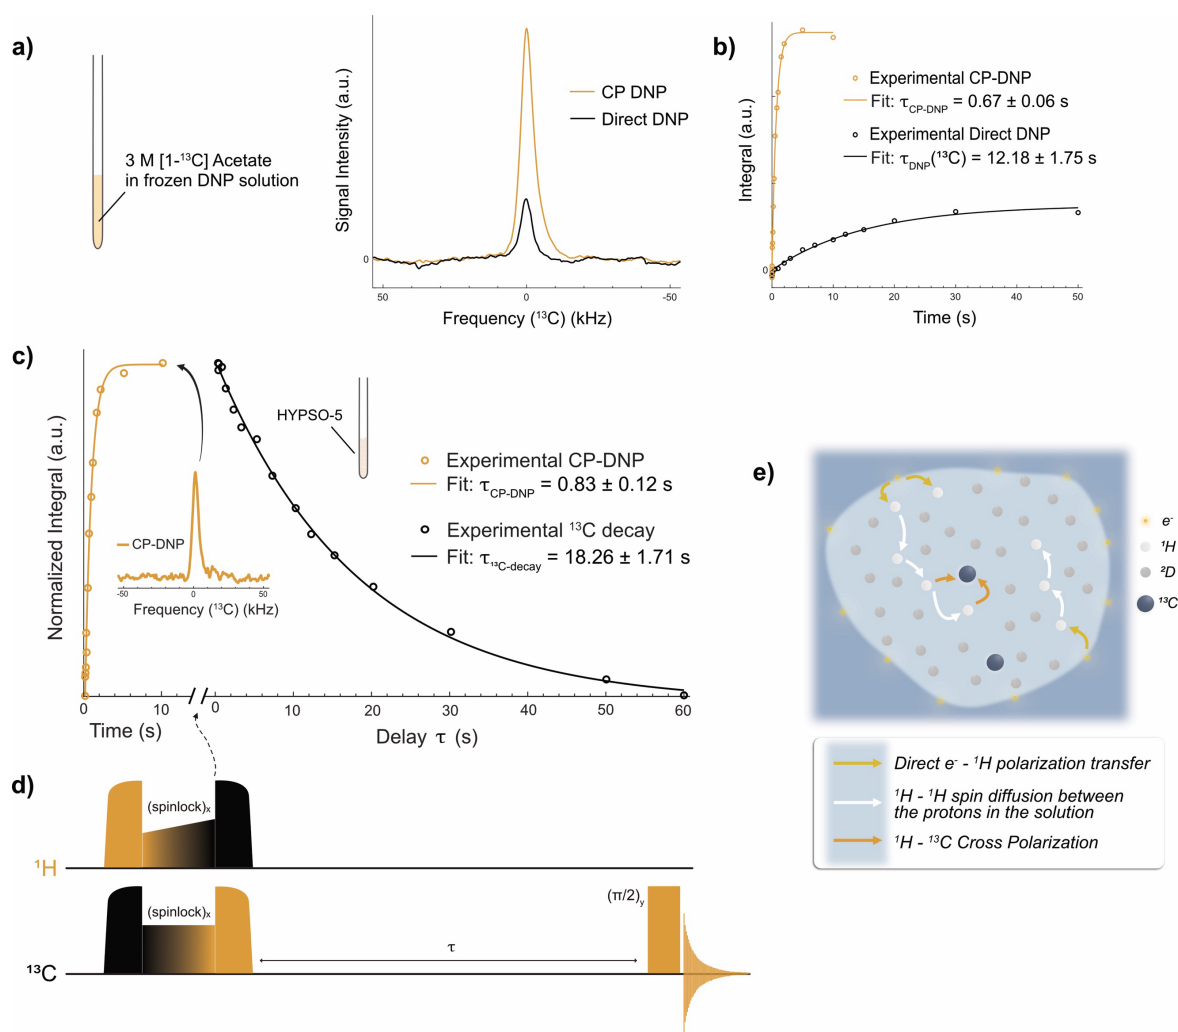 a)
3 M [1-¹³C] Acetate
in frozen DNP solution
Signal Intensity (a.u.)
0
CP DNP
Direct DNP
50
0
-50
Frequency (¹³C) (kHz)
b)
Integral (a.u.)
0
Experimental CP-DNP
Fit: τCP-DNP = 0.67 ± 0.06 s
Experimental Direct DNP
Fit: τDNP(¹³C) = 12.18 ± 1.75 s
0
10
20
30
40
50
Time (s)
c)
Normalized Integral (a.u.)
CP-DNP
-50
0
50
Frequency (¹³C) (kHz)
HYPSO-5
Experimental CP-DNP
Fit: τCP-DNP = 0.83 ± 0.12 s
Experimental ¹³C decay
Fit: τ¹³C-decay = 18.26 ± 1.71 s
0
10
0
10
20
30
40
50
60
Time (s)
Delay τ (s)
d)
(spinlock)x
¹H
(spinlock)x
(π/2)y
τ
¹³C
e)
e⁻
¹H
²D
¹³C
Direct e⁻ - ¹H polarization transfer
¹H - ¹H spin diffusion between
the protons in the solution
¹H - ¹³C Cross Polarization